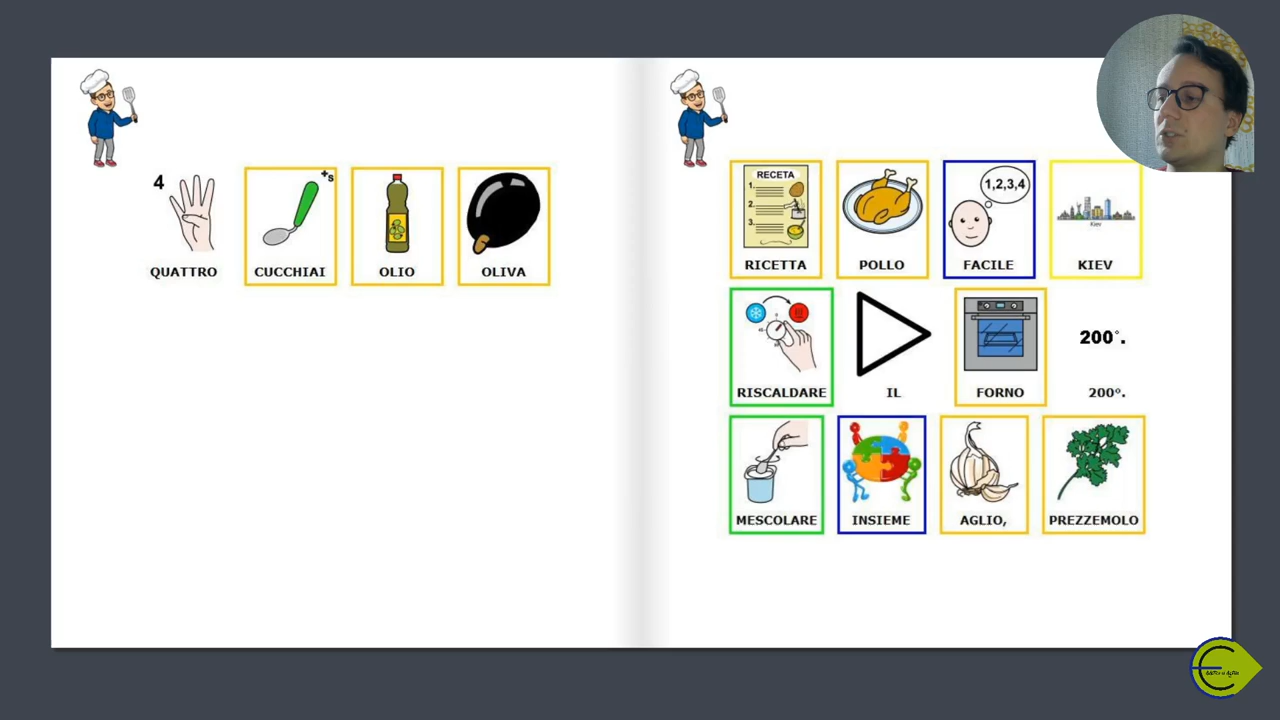 4
+s
QUATTRO CUCCHIAI OLIO OLIVA
RECETA
1.
2.
3.
1,2,3,4
Kiev
RICETTA POLLO FACILE KIEV
200°.
RISCALDARE IL FORNO 200°.
MESCOLARE INSIEME AGLIO, PREZZEMOLO